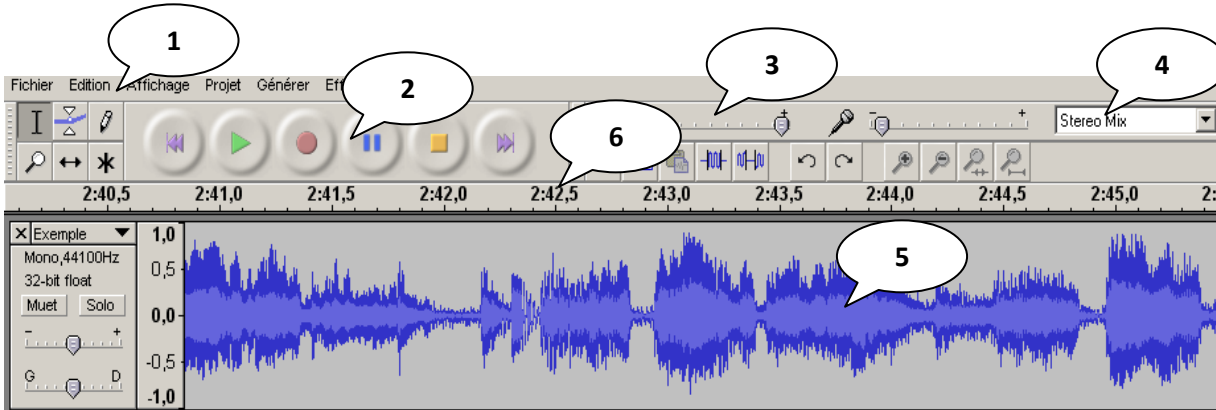 1
2
3
4
6
5
Fichier Edition Affichage Projet Générer Eff
- + Stereo Mix
2:40,5 2:41,0 2:41,5 2:42,0 2:42,5 2:43,0 2:43,5 2:44,0 2:44,5 2:45,0 2:
X Exemple
Mono,44100Hz
32-bit float
Muet Solo
- +
G D
1,0
0,5
0,0
-0,5
-1,0